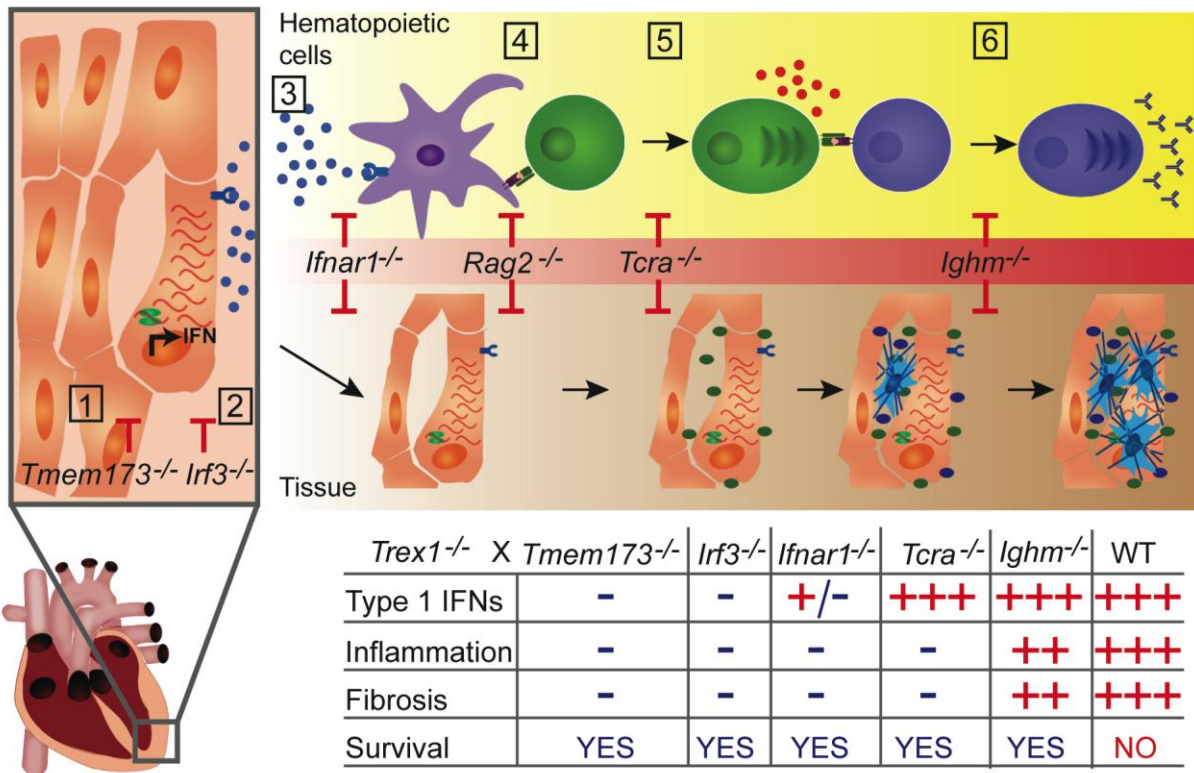 Hematopoietic
cells
3
4
5
6
Ifnar1-/-
Rag2 -/-
Tcra-/-
Ighm-/-
IFN
1
2
Tmem173-/- Irf3-/-
Tissue
Trex1-/- X Tmem173-/- Irf3-/- Ifnar1-/- Tcra-/- Ighm-/- WT
Type 1 IFNs - - +/- +++ +++ +++
Inflammation - - - - ++ +++
Fibrosis - - - - ++ +++
Survival YES YES YES YES YES NO